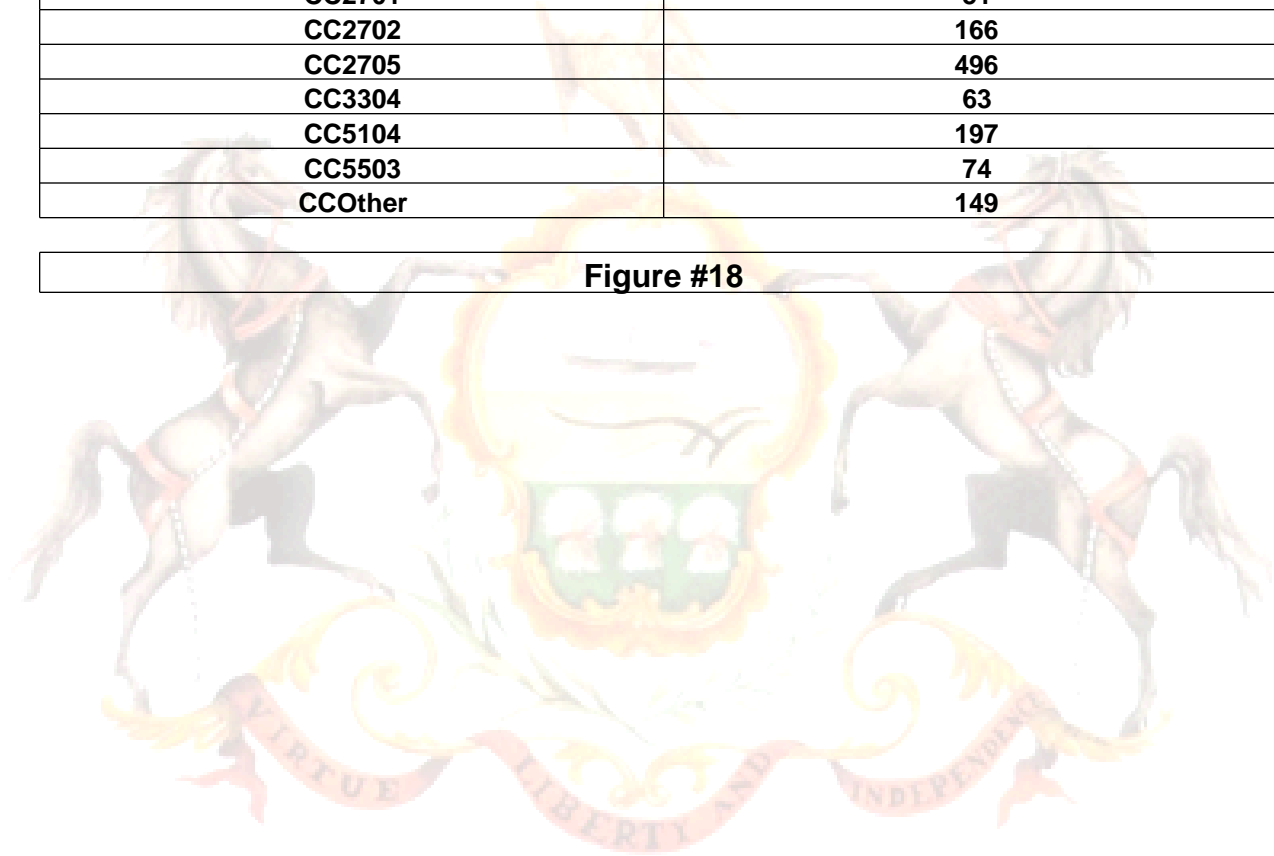 CC2702 166
CC2705 496
CC3304 63
CC5104 197
CC5503 74
CCOther 149
Figure #18
VIRTUE LIBERTY AND INDEPENDENCE